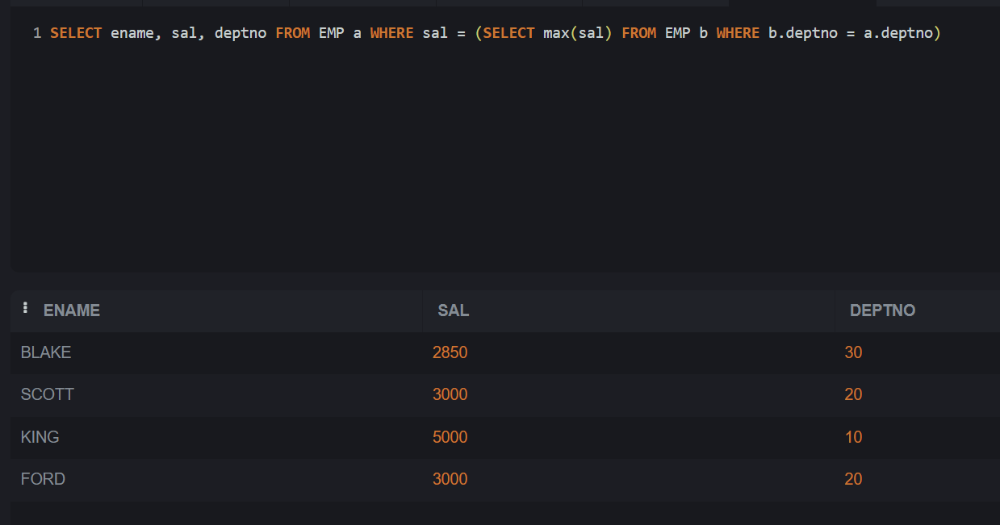 1 SELECT ename, sal, deptno FROM EMP a WHERE sal = (SELECT max(sal) FROM EMP b WHERE b.deptno = a.deptno)
ENAME SAL DEPTNO
BLAKE 2850 30
SCOTT 3000 20
KING 5000 10
FORD 3000 20